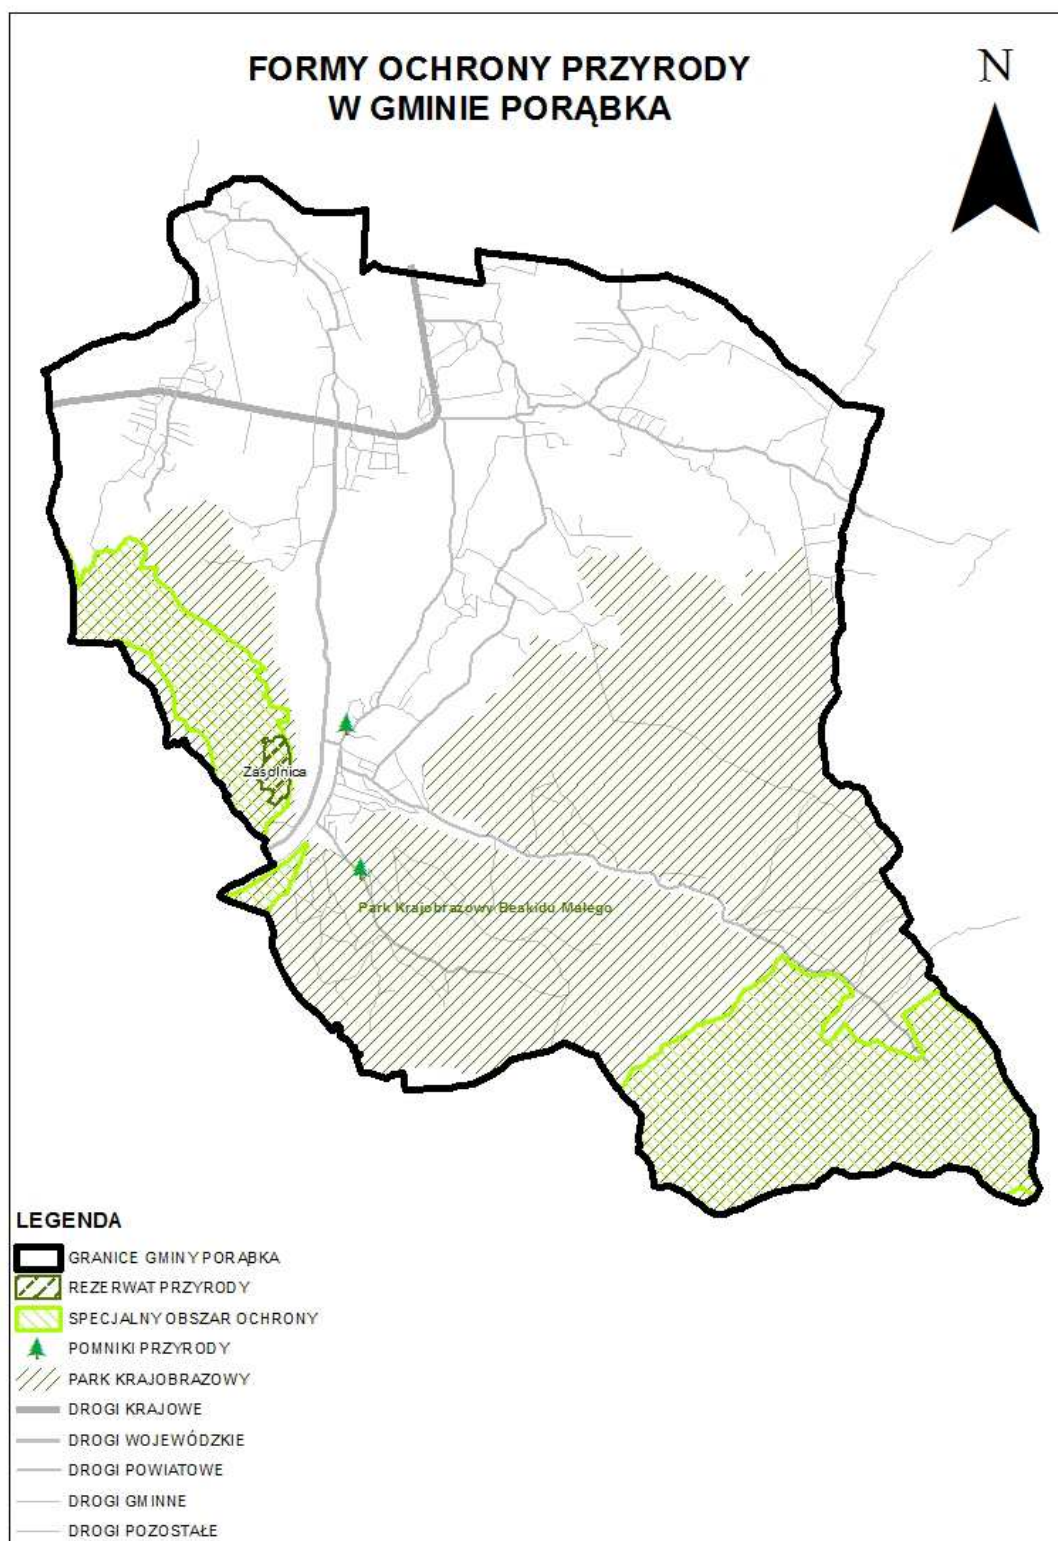 FORMY OCHRONY PRZYRODY
W GMINIE PORĄBKA
N
Zasolnica
Park Krajobrazowy Beskidu Małego
LEGENDA
GRANICE GMINY PORĄBKA
REZERWAT PRZYRODY
SPECJALNY OBSZAR OCHRONY
POMNIKI PRZYRODY
PARK KRAJOBRAZOWY
DROGI KRAJOWE
DROGI WOJEWÓDZKIE
DROGI POWIATOWE
DROGI GMINNE
DROGI POZOSTAŁE